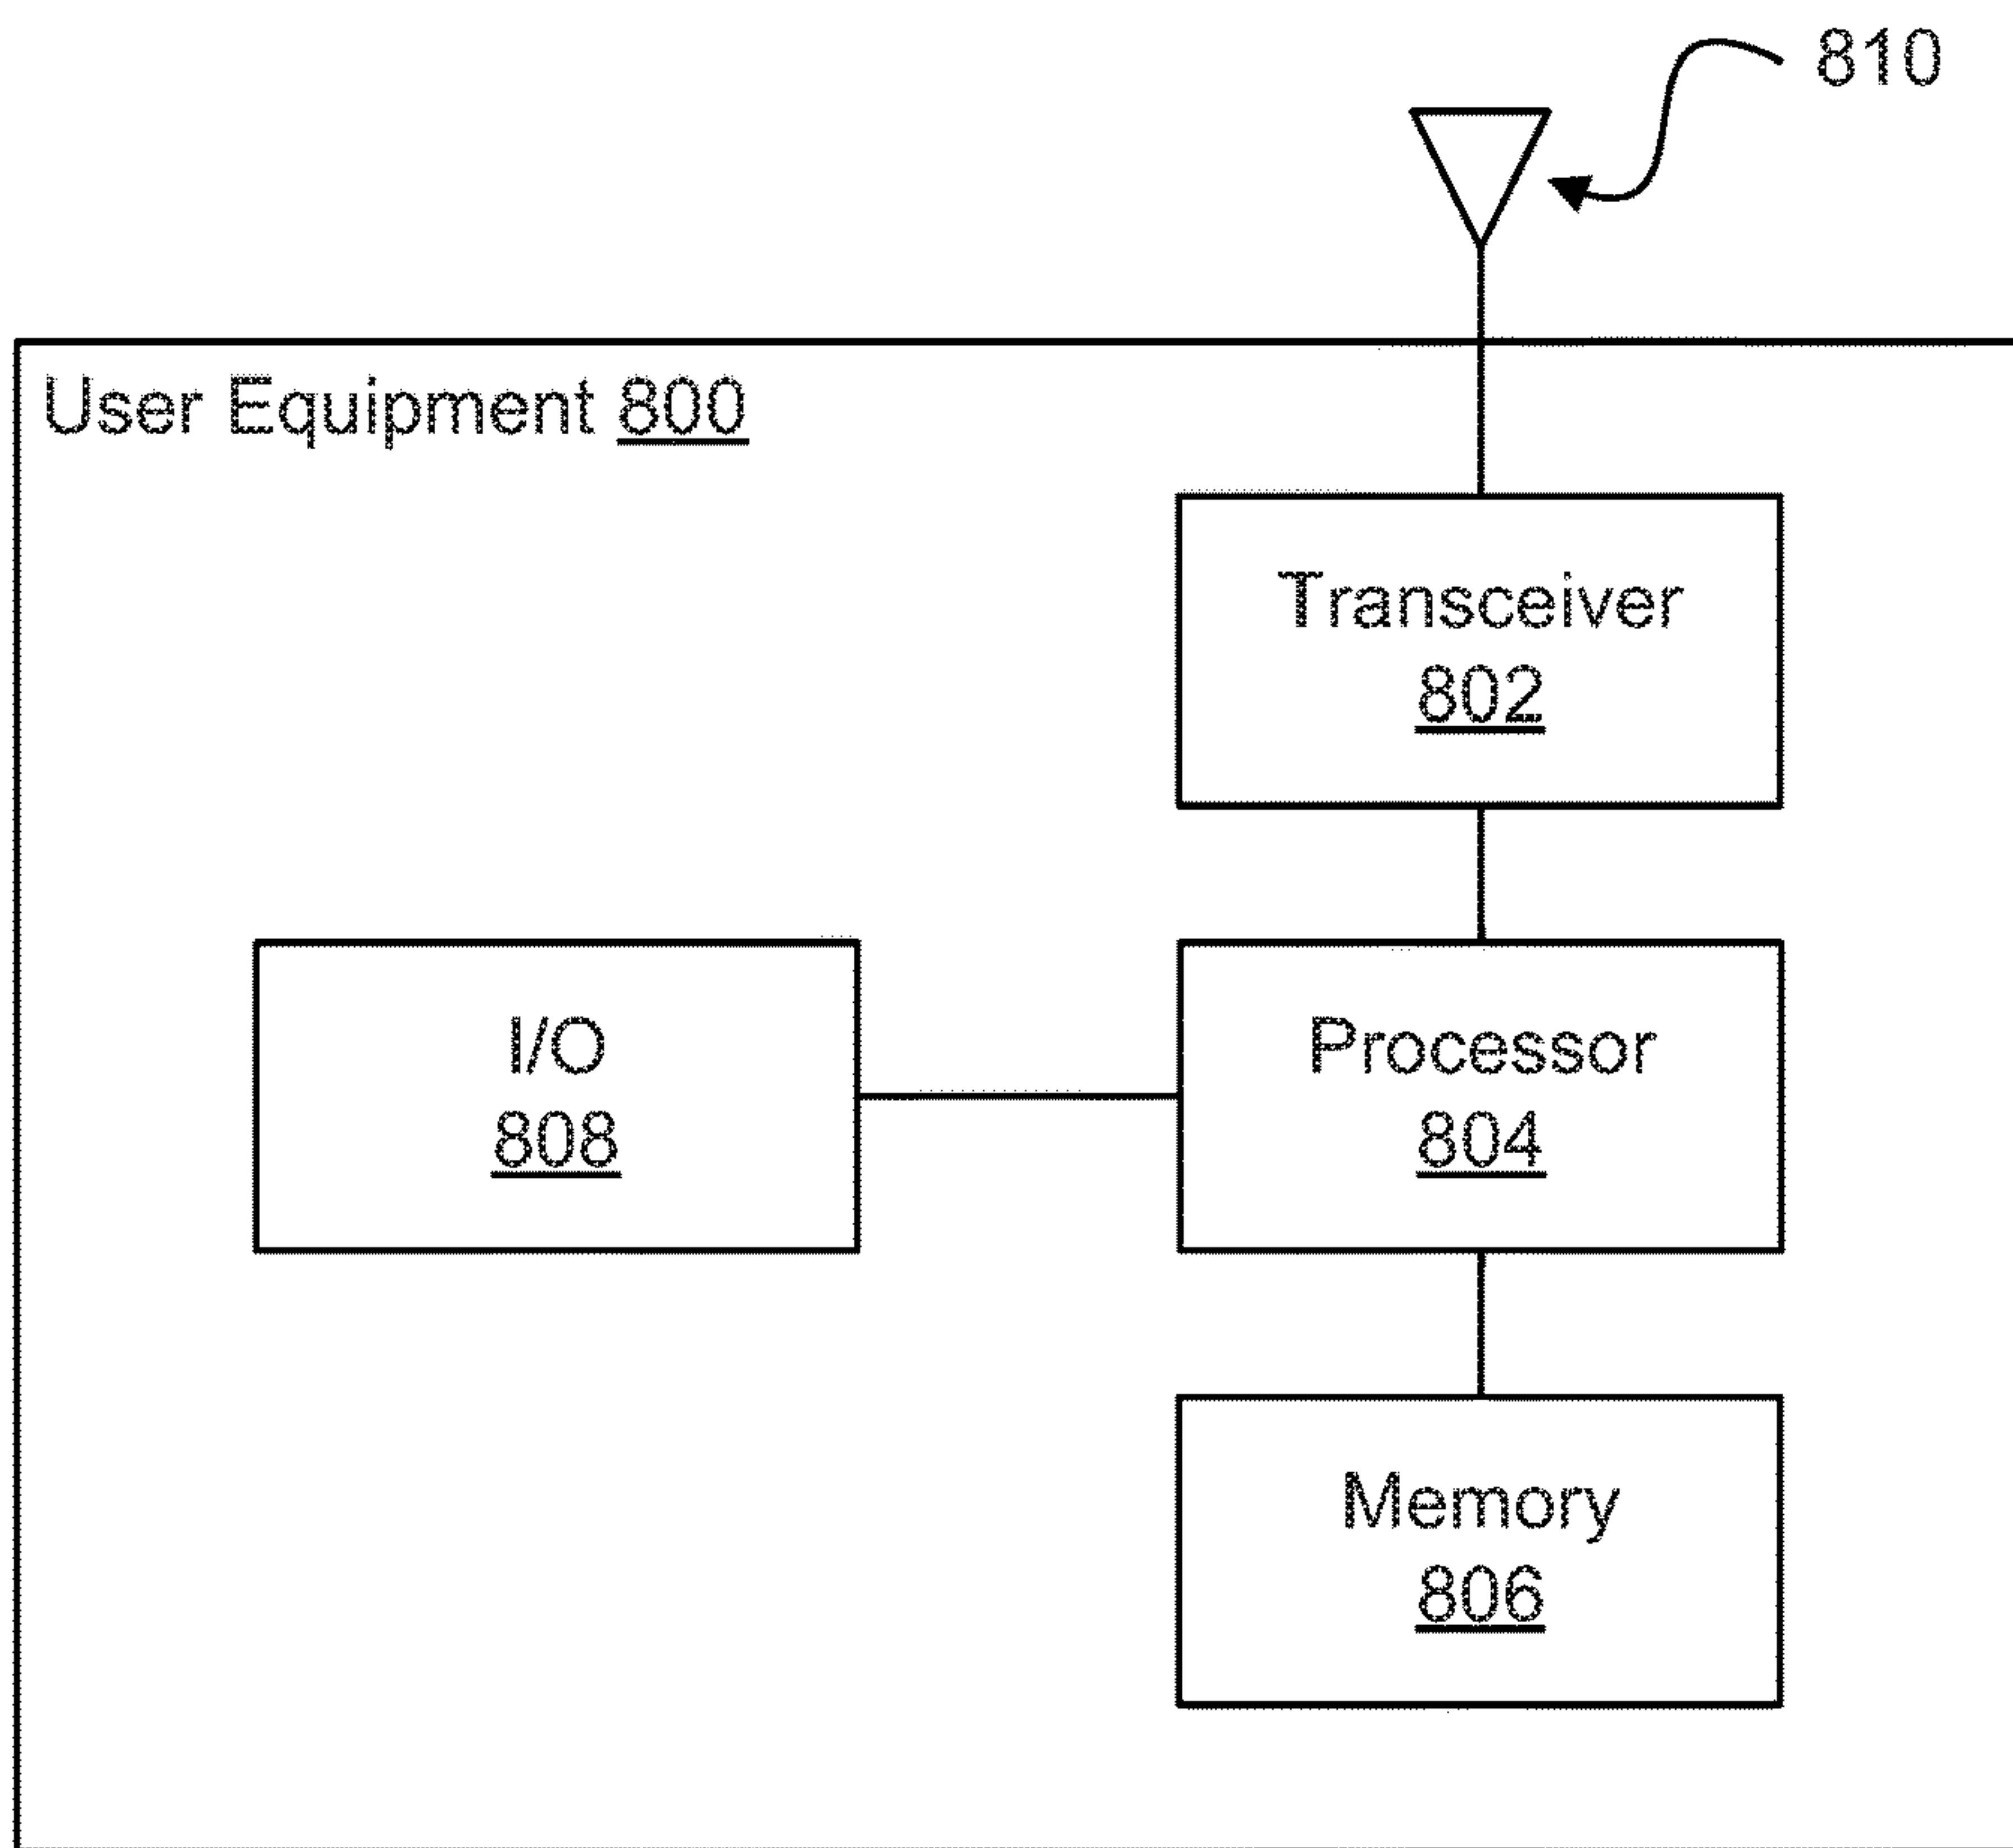 810
User Equipment 800
Transceiver
802
I/O
808
Processor
804
Memory
806